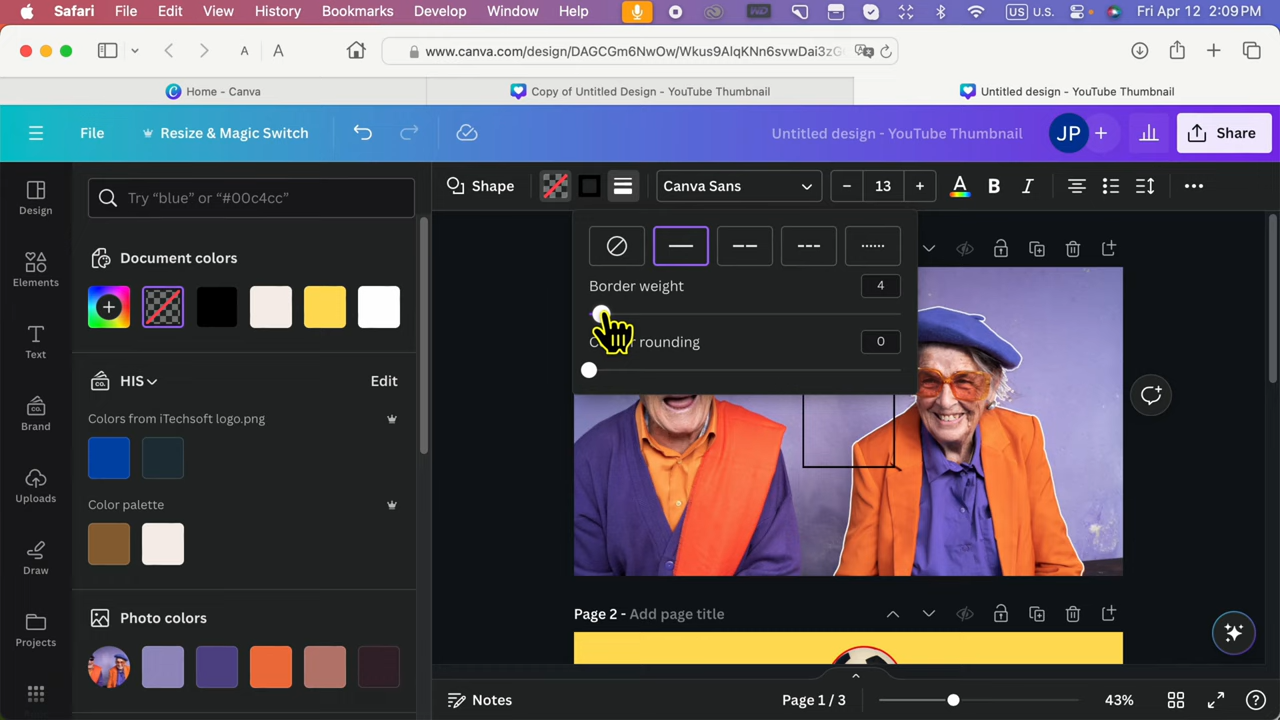 Safari File Edit View History Bookmarks Develop Window Help US U.S. Fri Apr 12 2:09 PM
A A www.canva.com/design/DAGCGm6NwOw/Wkus9AlqKNn6svwDai3zG
Home - Canva Copy of Untitled Design - YouTube Thumbnail Untitled design - YouTube Thumbnail
File Resize & Magic Switch Untitled design - YouTube Thumbnail JP + Share
Design
Elements
Text
Brand
Uploads
Draw
Projects
Try "blue" or "#00c4cc"
Document colors
HIS Edit
Colors from iTechsoft logo.png
Color palette
Photo colors
Shape Canva Sans – 13 + A B I
Border weight 4
rounding 0
Page 2 - Add page title
Notes Page 1 / 3 43%